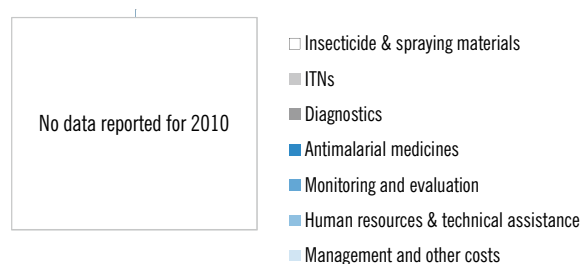 No data reported for 2010
Insecticide & spraying materials
ITNs
Diagnostics
Antimalarial medicines
Monitoring and evaluation
Human resources & technical assistance
Management and other costs